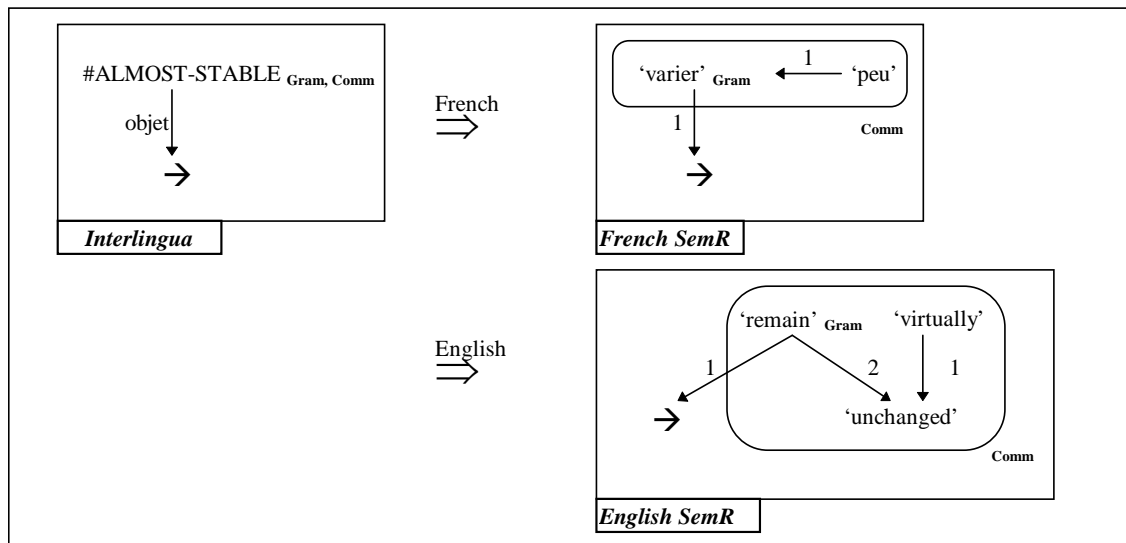 #ALMOST-STABLE Gram, Comm
objet
→
Interlingua
French
⇒
‘varier’ Gram
1
‘peu’
1
→
Comm
French SemR
English
⇒
‘remain’ Gram
‘virtually’
1
2
1
→
‘unchanged’
Comm
English SemR